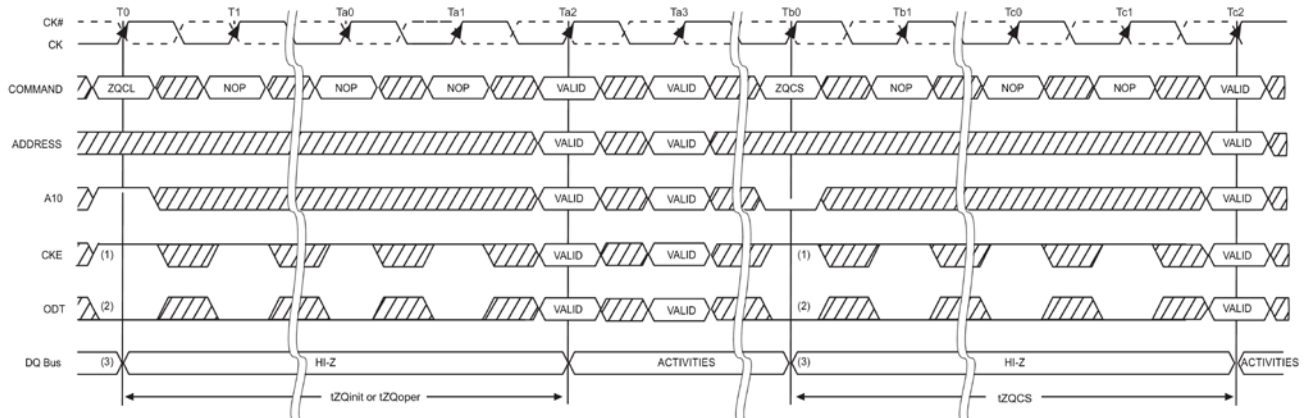 T0 T1 Ta0 Ta1 Ta2 Ta3 Tb0 Tb1 Tc0 Tc1 Tc2
CK#
CK
COMMAND ZQCL NOP NOP NOP VALID VALID ZQCS NOP NOP NOP VALID
ADDRESS VALID VALID VALID
A10 VALID VALID VALID
CKE (1) VALID VALID (1) VALID
ODT (2) VALID VALID (2) VALID
DQ Bus (3) HI-Z ACTIVITIES (3) HI-Z ACTIVITIES
tZQinit or tZQoper tZQCS